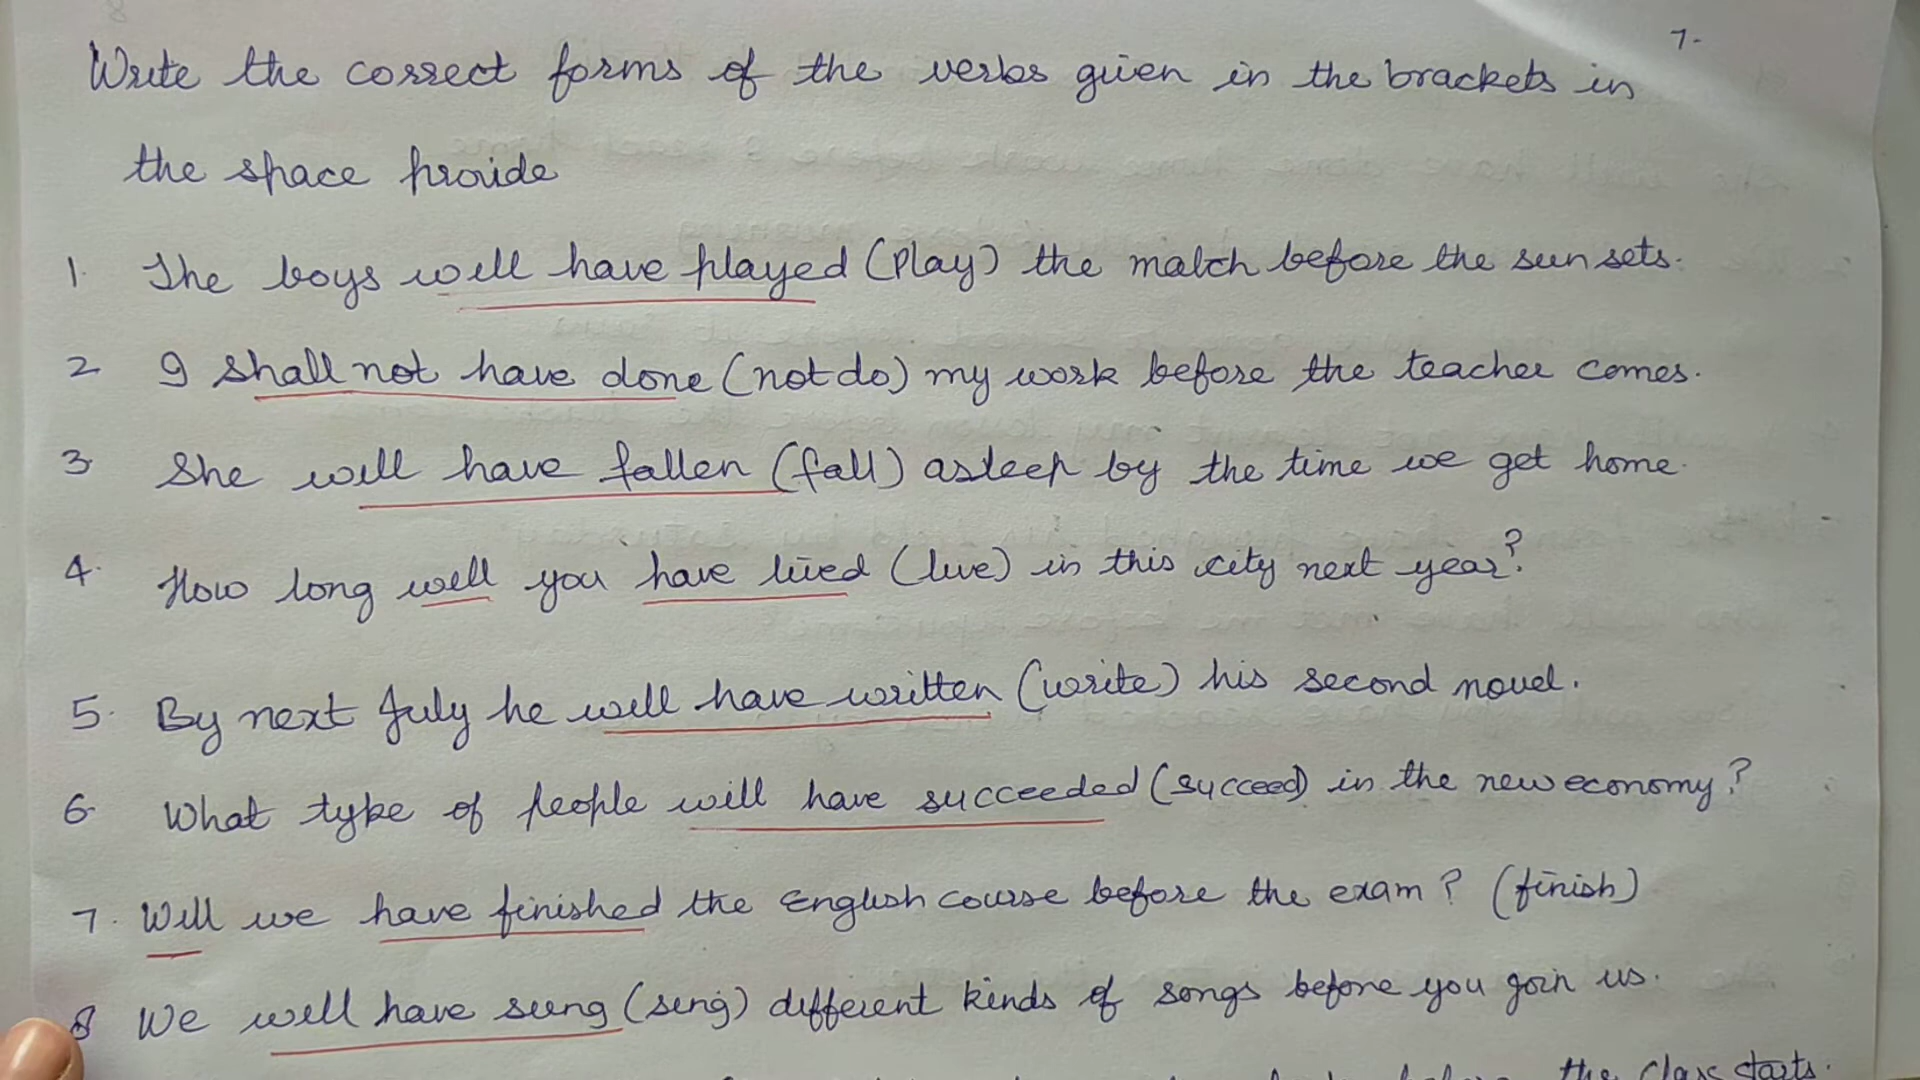 7-
Write the correct forms of the verbs given in the brackets in
the space provide
1. The boys will have played (Play) the match before the sun sets.
2 I shall not have done (not do) my work before the teacher comes.
3 She will have fallen (fall) asleep by the time we get home.
4. How long will you have lived (live) in this city next year?
5. By next July he will have written (write) his second novel.
6 What type of people will have succeeded (succeed) in the new economy?
7. Will we have finished the English course before the exam? (finish)
8 We will have sung (sing) different kinds of songs before you join us.
before the class starts.